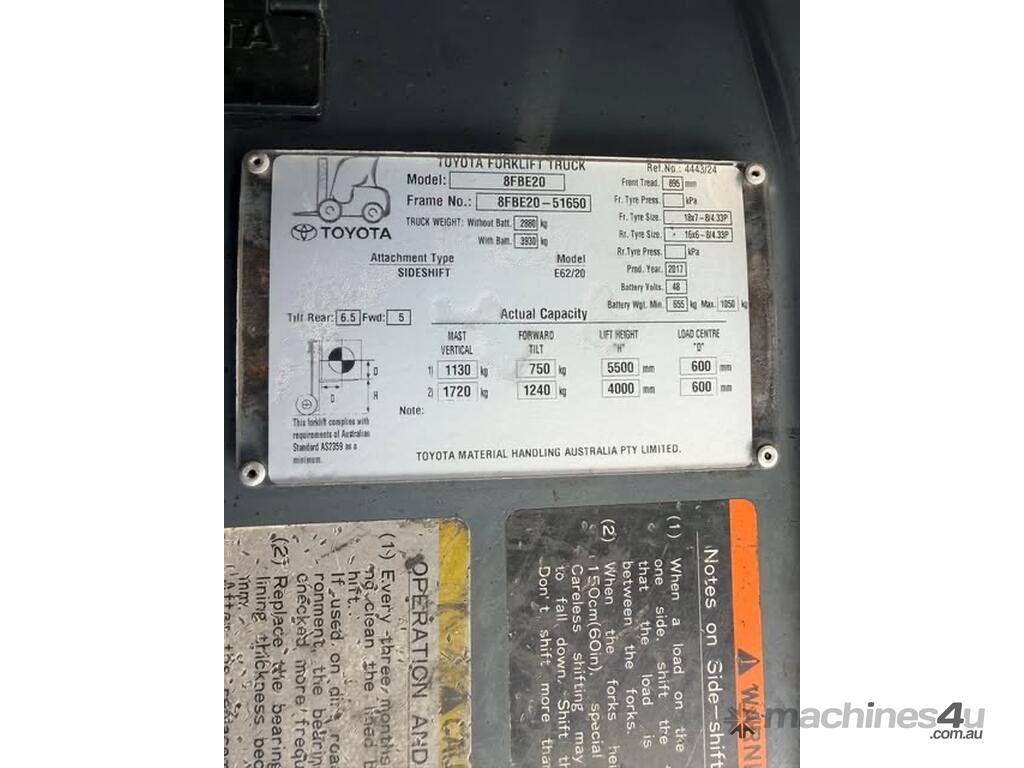 TOYOTA FORKLIFT TRUCK
Ref.No.: 4443/24
Model: 8FBE20
Frame No.: 8FBE20-51650
TRUCK WEIGHT: Without Batt. 2880 kg
With Batt. 3930 kg
TOYOTA
Attachment Type Model
SIDESHIFT E62/20
Front Tread. 895 mm
Fr. Tyre Press. kPa
Fr. Tyre Size. 18x7-8/4.33P
Rr. Tyre Size. 16x6-8/4.33P
Rr. Tyre Press. kPa
Prod. Year. 2017
Battery Volts. 48
Battery Wgt. Min. 655 kg Max. 1050 kg
Tilt Rear: 6.5 Fwd: 5
Actual Capacity
MAST VERTICAL FORWARD TILT LIFT HEIGHT "H" LOAD CENTRE "D"
1) 1130 kg 750 kg 5500 mm 600 mm
2) 1720 kg 1240 kg 4000 mm 600 mm
D
H
D
Note:
This forklift complies with
requirements of Australian
Standard AS2359 as a
minimum.
TOYOTA MATERIAL HANDLING AUSTRALIA PTY LIMITED.
OPERATION AND
(1) Every three months
clean the
shift.
If used on
checked more
(2) Replace the bearing
lining thickness
Notes on Side-shift
(1) When a load on the
one side, shift the
that the load is
between the forks.
(2) When the forks
150cm(60in), special
Careless shifting may
to fall down. Shift
Don't shift more
machines4u
.com.au